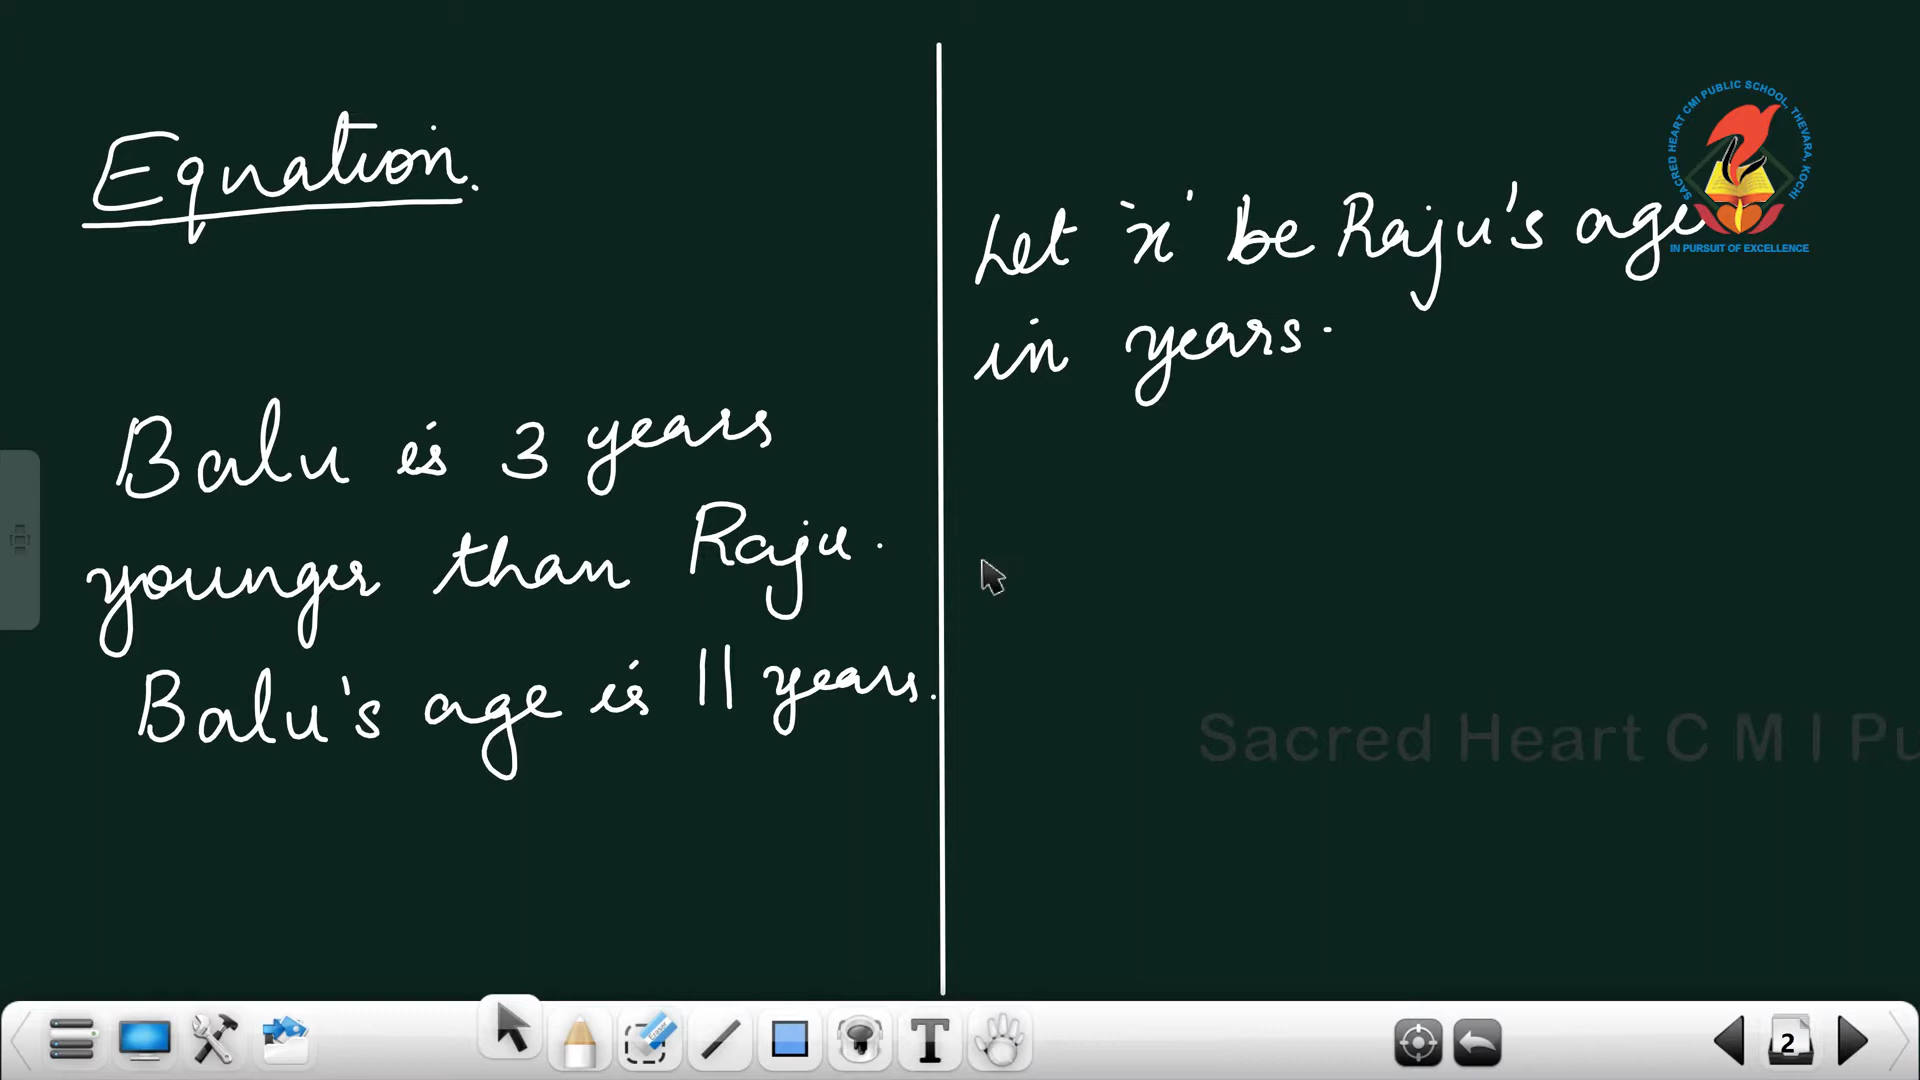 Equation.
Balu is 3 years
younger than Raju.
Balu's age is 11 years.
Let 'x' be Raju's age
in years.
SACRED HEART CMI PUBLIC SCHOOL, THEVARA, KOCHI
IN PURSUIT OF EXCELLENCE
Sacred Heart C M I Pu
Eraser
T
2